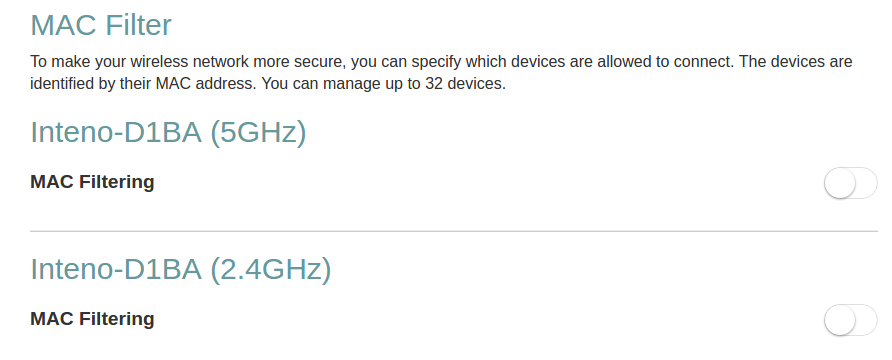 MAC Filter
To make your wireless network more secure, you can specify which devices are allowed to connect. The devices are
identified by their MAC address. You can manage up to 32 devices.
Inteno-D1BA (5GHz)
MAC Filtering
Inteno-D1BA (2.4GHz)
MAC Filtering